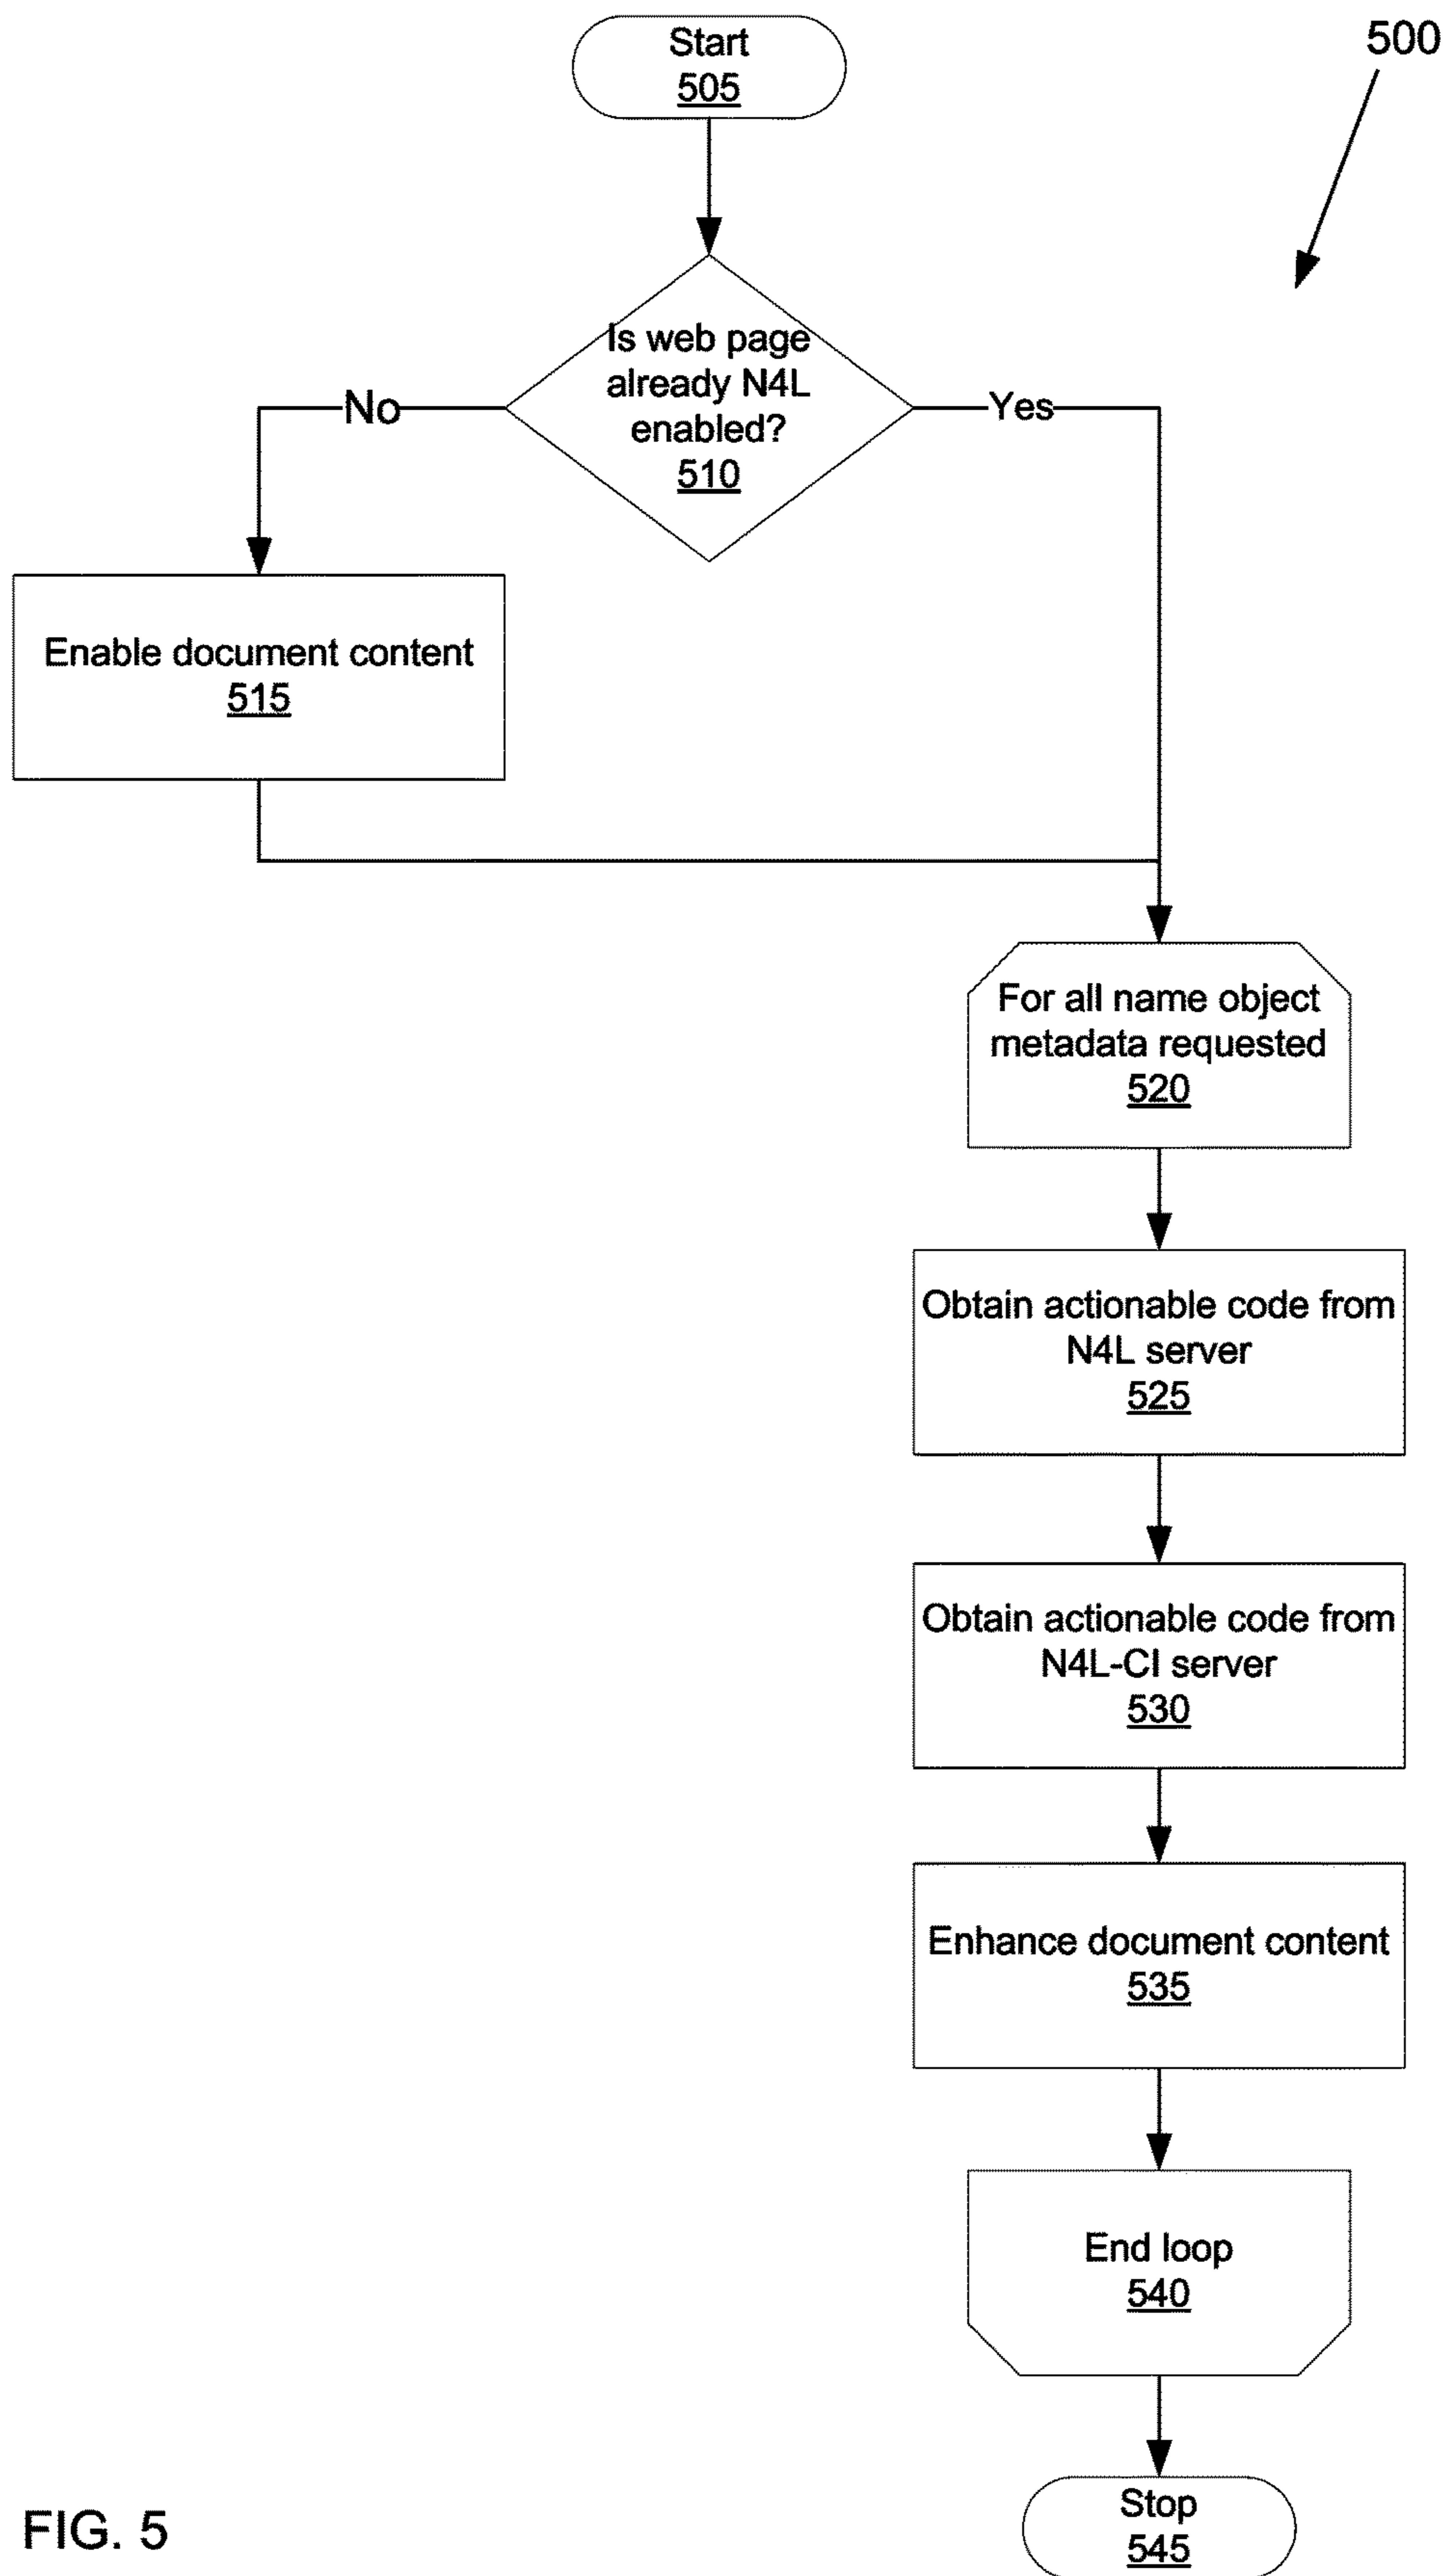 500
Start
505
Is web page
already N4L
enabled?
510
No
Yes
Enable document content
515
For all name object
metadata requested
520
Obtain actionable code from
N4L server
525
Obtain actionable code from
N4L-CI server
530
Enhance document content
535
End loop
540
Stop
545
FIG. 5